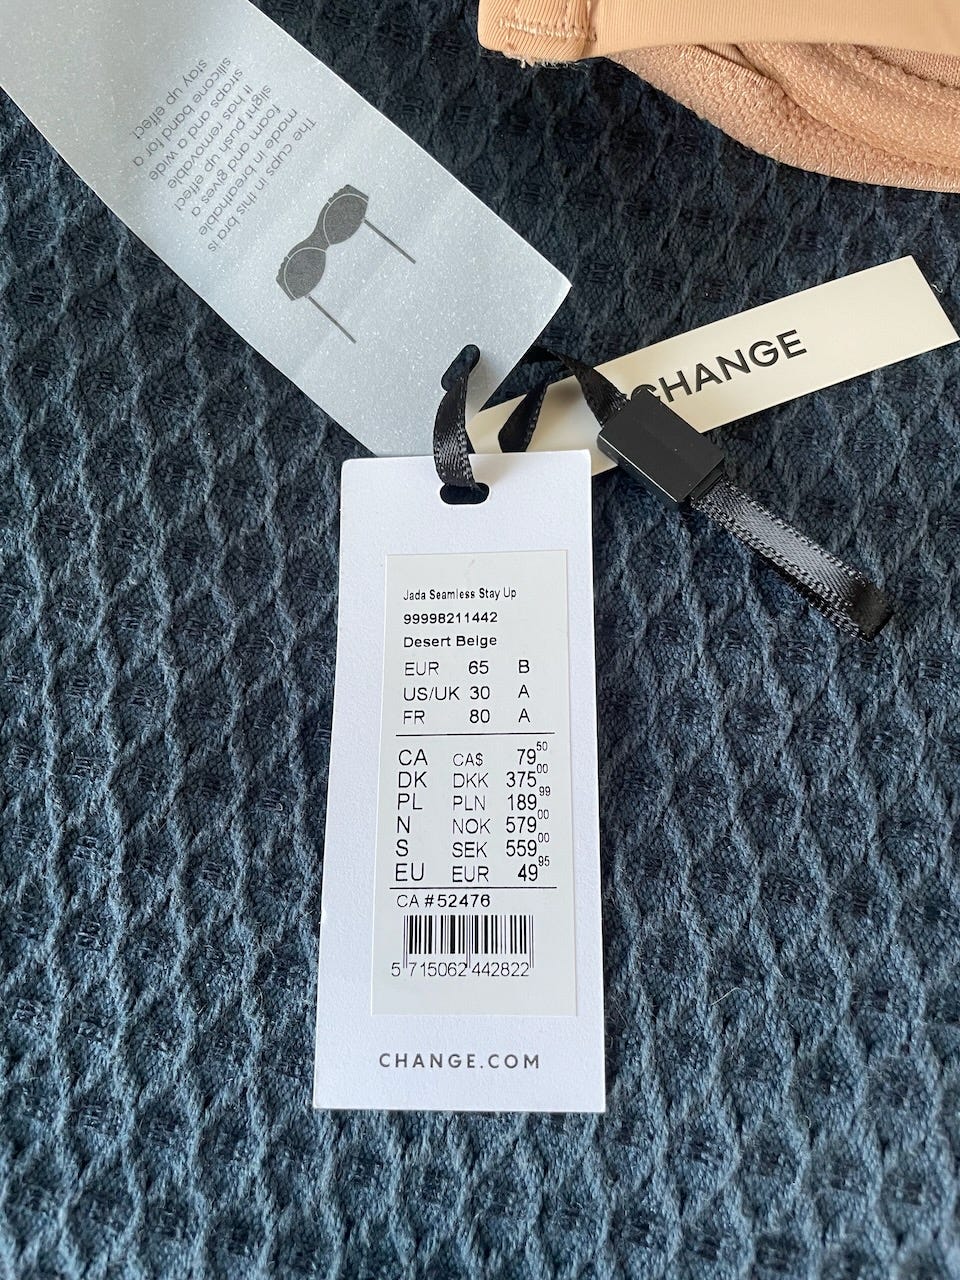 The cups in this bra is
made in breathable
foam and gives a
slight push up effect.
It has removable
straps and a wide
silicone band for a
stay up effect
CHANGE
Jada Seamless Stay Up
99998211442
Desert Beige
EUR 65 B
US/UK 30 A
FR 80 A
CA CA$ 79 50
DK DKK 375 00
PL PLN 189 99
N NOK 579 00
S SEK 559 00
EU EUR 49 95
CA #52476
5 715062 442822
CHANGE.COM